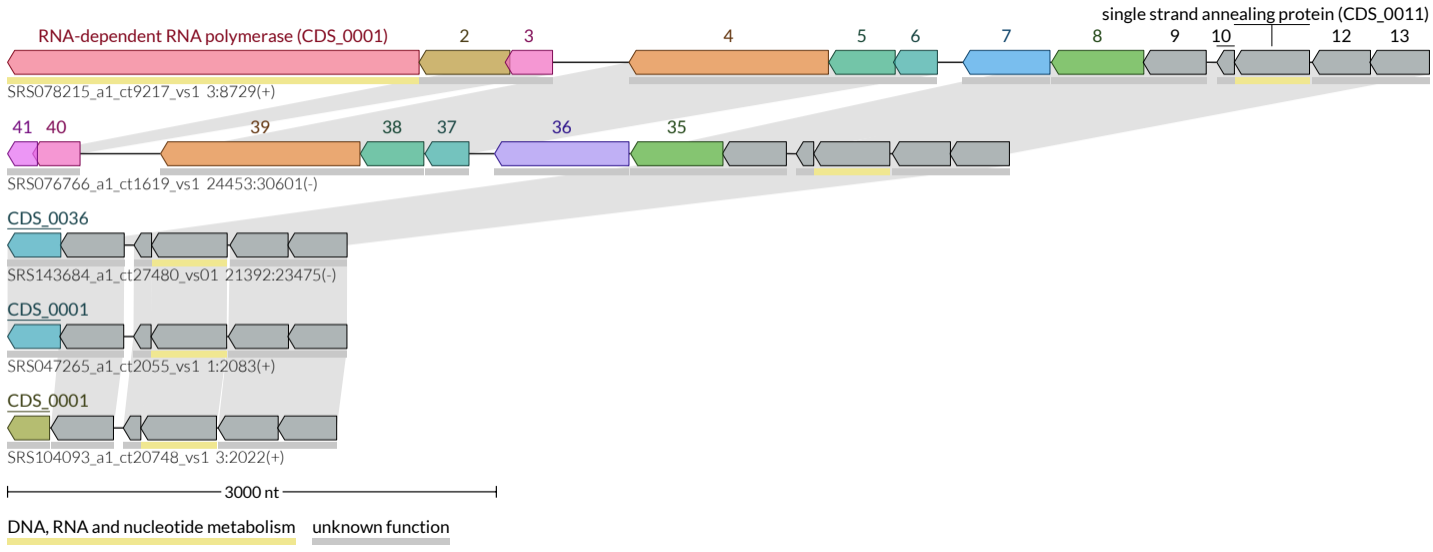 single strand annealing protein (CDS_0011)
RNA-dependent RNA polymerase (CDS_0001) 2 3 4 5 6 7 8 9 10 12 13
SRS078215_a1_ct9217_vs1 3:8729(+)
41 40 39 38 37 36 35
SRS076766_a1_ct1619_vs1 24453:30601(-)
CDS_0036
SRS143684_a1_ct27480_vs01 21392:23475(-)
CDS_0001
SRS047265_a1_ct2055_vs1 1:2083(+)
CDS_0001
SRS104093_a1_ct20748_vs1 3:2022(+)
3000 nt
DNA, RNA and nucleotide metabolism unknown function